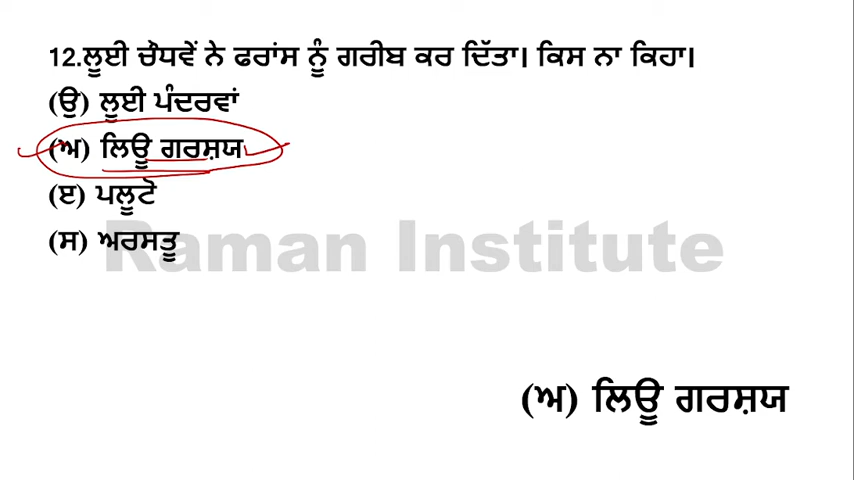 12.ਲੂਈ ਚੌਧਵੇਂ ਨੇ ਫਰਾਂਸ ਨੂੰ ਗਰੀਬ ਕਰ ਦਿੱਤਾ। ਕਿਸ ਨਾ ਕਿਹਾ।
(ਉ) ਲੂਈ ਪੰਦਰਵਾਂ
(ਅ) ਲਿਊ ਗਰਸ਼ਯ
(ੲ) ਪਲੂਟੋ
(ਸ) ਅਰਸਤੂ
Raman Institute
(ਅ) ਲਿਊ ਗਰਸ਼ਯ